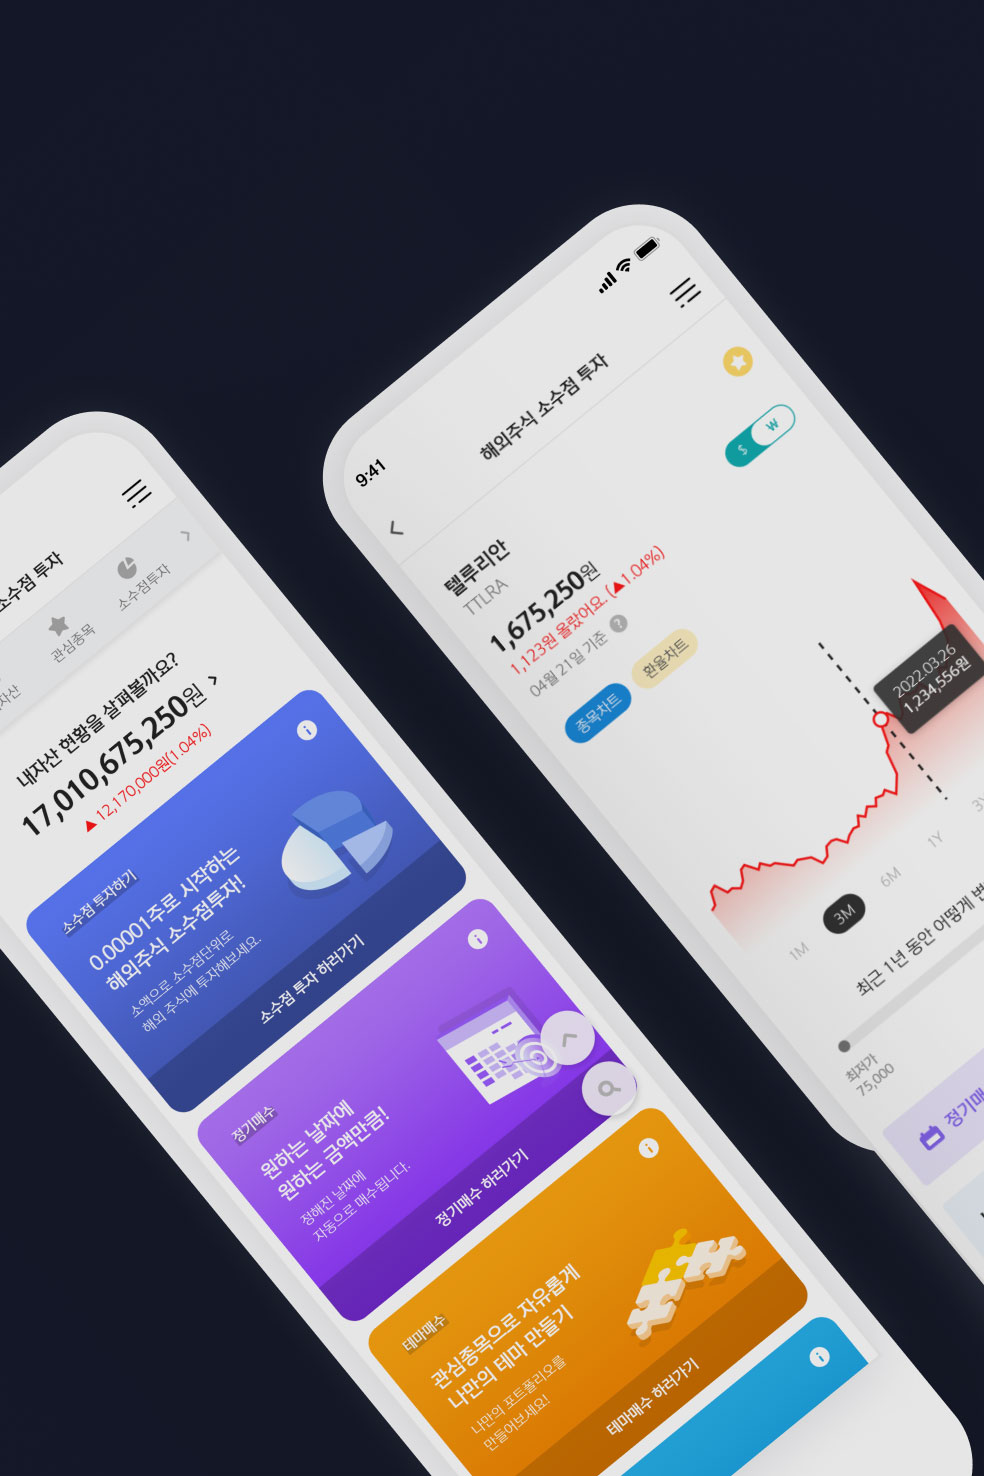 소수점 투자
자산
관심종목
소수점투자
내자산 현황을 살펴볼까요?
17,010,675,250원
▲ 12,170,000원(1.04%)
소수점 투자하기
0.00001주로 시작하는
해외주식 소수점투자!
소액으로 소수점단위로
해외 주식에 투자해보세요.
소수점 투자 하러가기
정기매수
원하는 날짜에
원하는 금액만큼!
정해진 날짜에
자동으로 매수됩니다.
정기매수 하러가기
테마매수
관심종목으로 자유롭게
나만의 테마 만들기
나만의 포트폴리오를
만들어보세요!
테마매수 하러가기
9:41
해외주식 소수점 투자
$ ₩
텔루리안
TTLRA
1,675,250원
1,123원 올랐어요. (▲1.04%)
04월 21일 기준 ?
종목차트 환율차트
2022.03.26
1,234,556원
1M 3M 6M 1Y
최근 1년 동안 어떻게
최저가
75,000
정기매